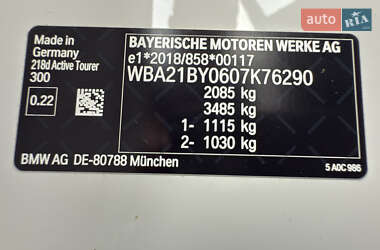 auto RIA
Made in
Germany
218d Active Tourer
300
0.22
BAYERISCHE MOTOREN WERKE AG
e1*2018/858*00117
WBA21BY0607K76290
2085 kg
3485 kg
1- 1115 kg
2- 1030 kg
BMW AG DE-80788 München
5 A0C 986